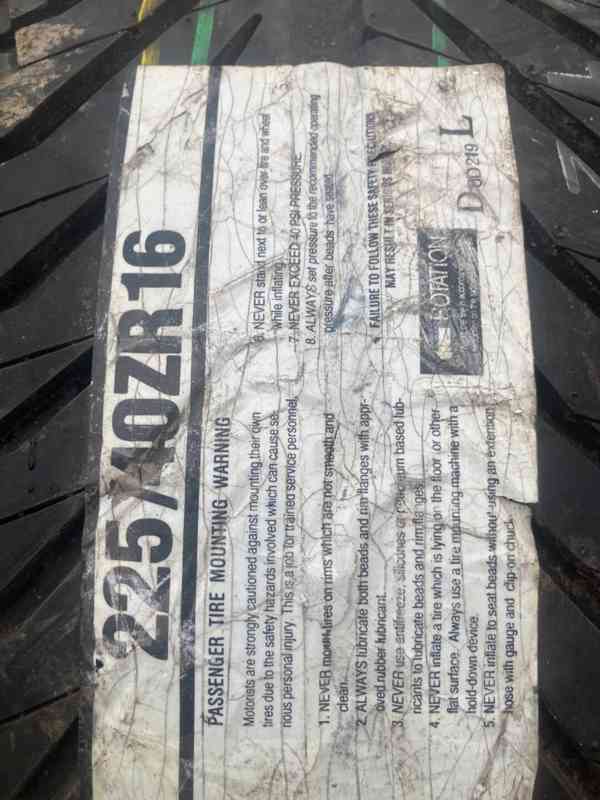 225/40ZR16
PASSENGER TIRE MOUNTING WARNING
Motorists are strongly cautioned against mounting their own
tires due to the safety hazards involved which can cause se-
rious personal injury. This is a job for trained service personnel.
1. NEVER mount tires on rims which are not smooth and
clean.
2. ALWAYS lubricate both beads and rim flanges with appr-
oved rubber lubricant.
3. NEVER use antifreeze, silicones or petroleum based lub-
ricants to lubricate beads and rim flanges.
4. NEVER inflate a tire which is lying on the floor or other
flat surface. Always use a tire mounting machine with a
hold-down device.
5. NEVER inflate to seat beads without using an extension
hose with gauge and clip-on chuck.
6. NEVER stand next to or lean over tire and wheel
while inflating.
7. NEVER EXCEED 40 PSI PRESSURE.
8. ALWAYS set pressure to the recommended operating
pressure after beads have seated.
FAILURE TO FOLLOW THESE SAFETY PRECAUTIONS
MAY RESULT IN SERIOUS
ROTATION
219 L